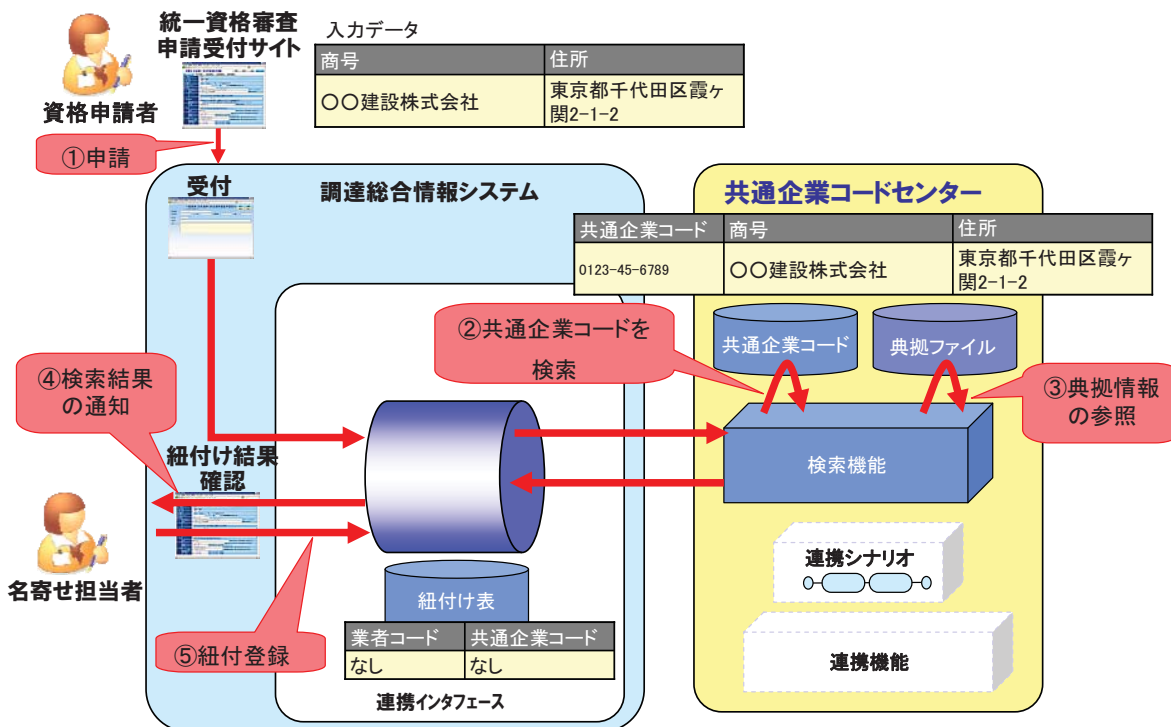 統一資格審査
申請受付サイト
資格申請者
入力データ
商号 住所
〇〇建設株式会社 東京都千代田区霞ヶ
関2-1-2
①申請
受付
調達総合情報システム
共通企業コードセンター
共通企業コード 商号 住所
0123-45-6789 〇〇建設株式会社 東京都千代田区霞ヶ
関2-1-2
②共通企業コードを
検索
共通企業コード
典拠ファイル
③典拠情報
の参照
④検索結果
の通知
紐付け結果
確認
検索機能
名寄せ担当者
連携シナリオ
紐付け表
⑤紐付登録
業者コード 共通企業コード
なし なし
連携機能
連携インタフェース